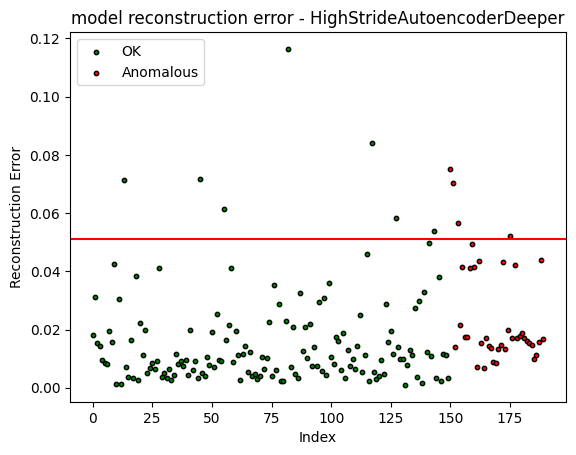 model reconstruction error - HighStrideAutoencoderDeeper
OK
Anomalous
Reconstruction Error
0.12
0.10
0.08
0.06
0.04
0.02
0.00
0 25 50 75 100 125 150 175
Index